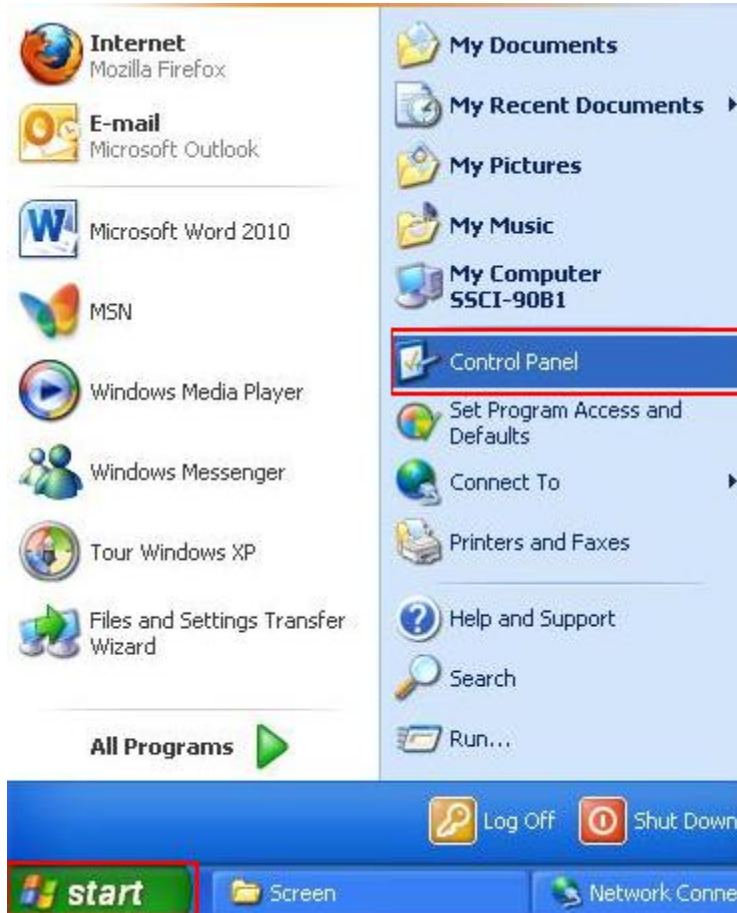 Internet
Mozilla Firefox
E-mail
Microsoft Outlook
Microsoft Word 2010
MSN
Windows Media Player
Windows Messenger
Tour Windows XP
Files and Settings Transfer
Wizard
All Programs
My Documents
My Recent Documents
My Pictures
My Music
My Computer
SSCI-90B1
Control Panel
Set Program Access and
Defaults
Connect To
Printers and Faxes
Help and Support
Search
Run...
Log Off
Shut Down
start
Screen
Network Conne